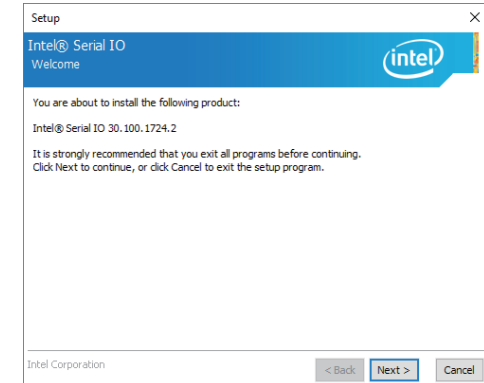 Setup
Intel® Serial IO
Welcome
intel
You are about to install the following product:
Intel® Serial IO 30.100.1724.2
It is strongly recommended that you exit all programs before continuing.
Click Next to continue, or click Cancel to exit the setup program.
Intel Corporation
< Back Next > Cancel